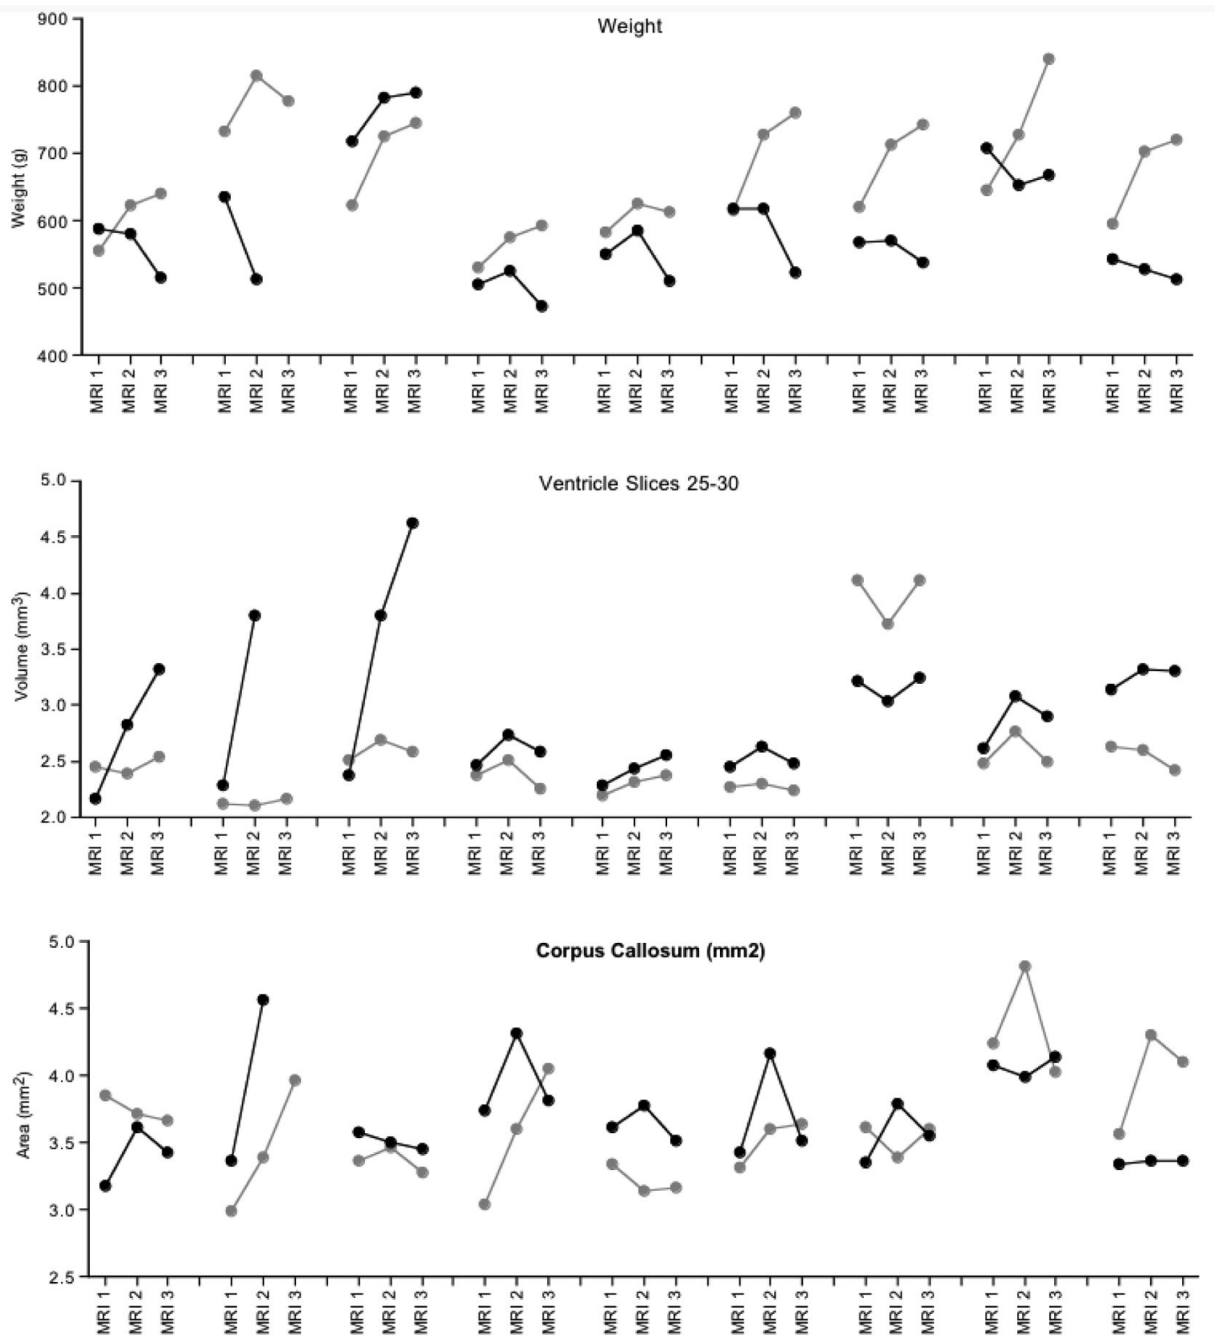 Weight
Weight (g)
900
800
700
600
500
400
MRI 1 MRI 2 MRI 3 MRI 1 MRI 2 MRI 3 MRI 1 MRI 2 MRI 3 MRI 1 MRI 2 MRI 3 MRI 1 MRI 2 MRI 3 MRI 1 MRI 2 MRI 3 MRI 1 MRI 2 MRI 3 MRI 1 MRI 2 MRI 3 MRI 1 MRI 2 MRI 3
Ventricle Slices 25-30
Volume (mm³)
5.0
4.5
4.0
3.5
3.0
2.5
2.0
MRI 1 MRI 2 MRI 3 MRI 1 MRI 2 MRI 3 MRI 1 MRI 2 MRI 3 MRI 1 MRI 2 MRI 3 MRI 1 MRI 2 MRI 3 MRI 1 MRI 2 MRI 3 MRI 1 MRI 2 MRI 3 MRI 1 MRI 2 MRI 3 MRI 1 MRI 2 MRI 3
Corpus Callosum (mm2)
Area (mm²)
5.0
4.5
4.0
3.5
3.0
2.5
MRI 1 MRI 2 MRI 3 MRI 1 MRI 2 MRI 3 MRI 1 MRI 2 MRI 3 MRI 1 MRI 2 MRI 3 MRI 1 MRI 2 MRI 3 MRI 1 MRI 2 MRI 3 MRI 1 MRI 2 MRI 3 MRI 1 MRI 2 MRI 3 MRI 1 MRI 2 MRI 3